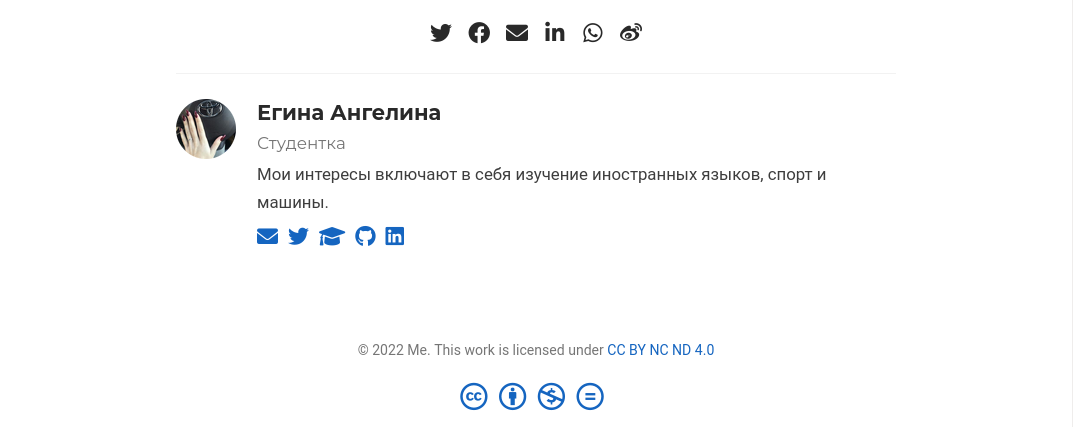 Егина Ангелина
Студентка
Мои интересы включают в себя изучение иностранных языков, спорт и
машины.
© 2022 Me. This work is licensed under CC BY NC ND 4.0